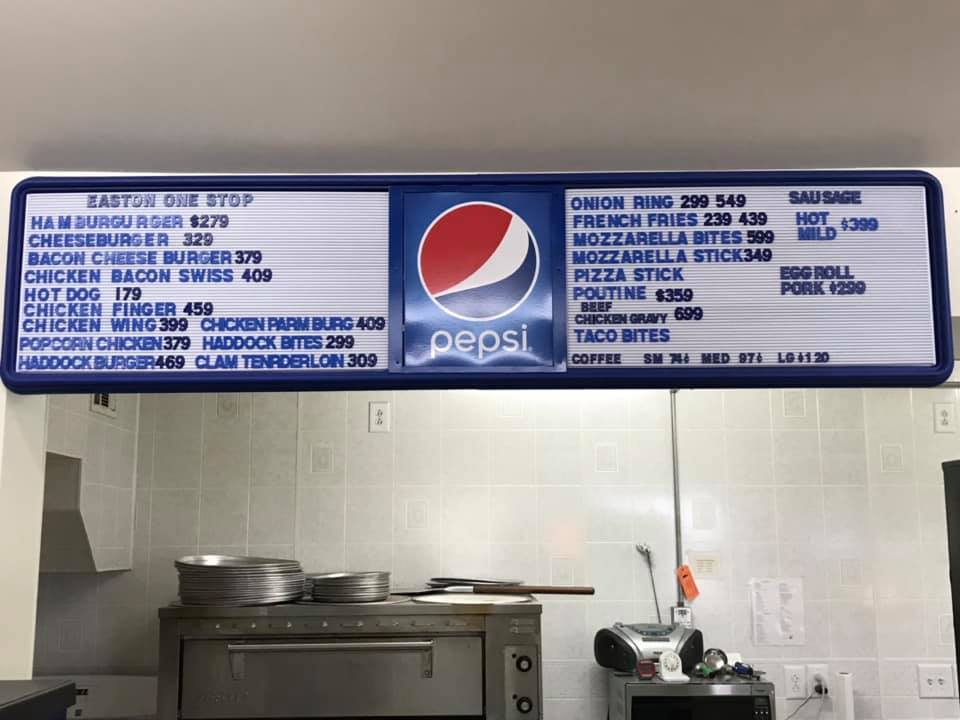 EASTON ONE STOP
HAMBURGURGER $279
CHEESEBURGER 329
BACON CHEESE BURGER 379
CHICKEN BACON SWISS 409
HOT DOG 179
CHICKEN FINGER 459
CHICKEN WING 399 CHICKEN PARM BURG 409
POPCORN CHICKEN 379 HADDOCK BITES 299
HADDOCK BURGER 469 CLAM TENRDERLOIN 309
pepsi
ONION RING 299 549
FRENCH FRIES 239 439
MOZZARELLA BITES 599
MOZZARELLA STICK 349
PIZZA STICK
POUTINE $359
BEEF
CHICKEN GRAVY 699
TACO BITES
COFFEE SM 74¢ MED 97¢ LG $120
SAUSAGE
HOT $399
MILD
EGGROLL
PORK $299